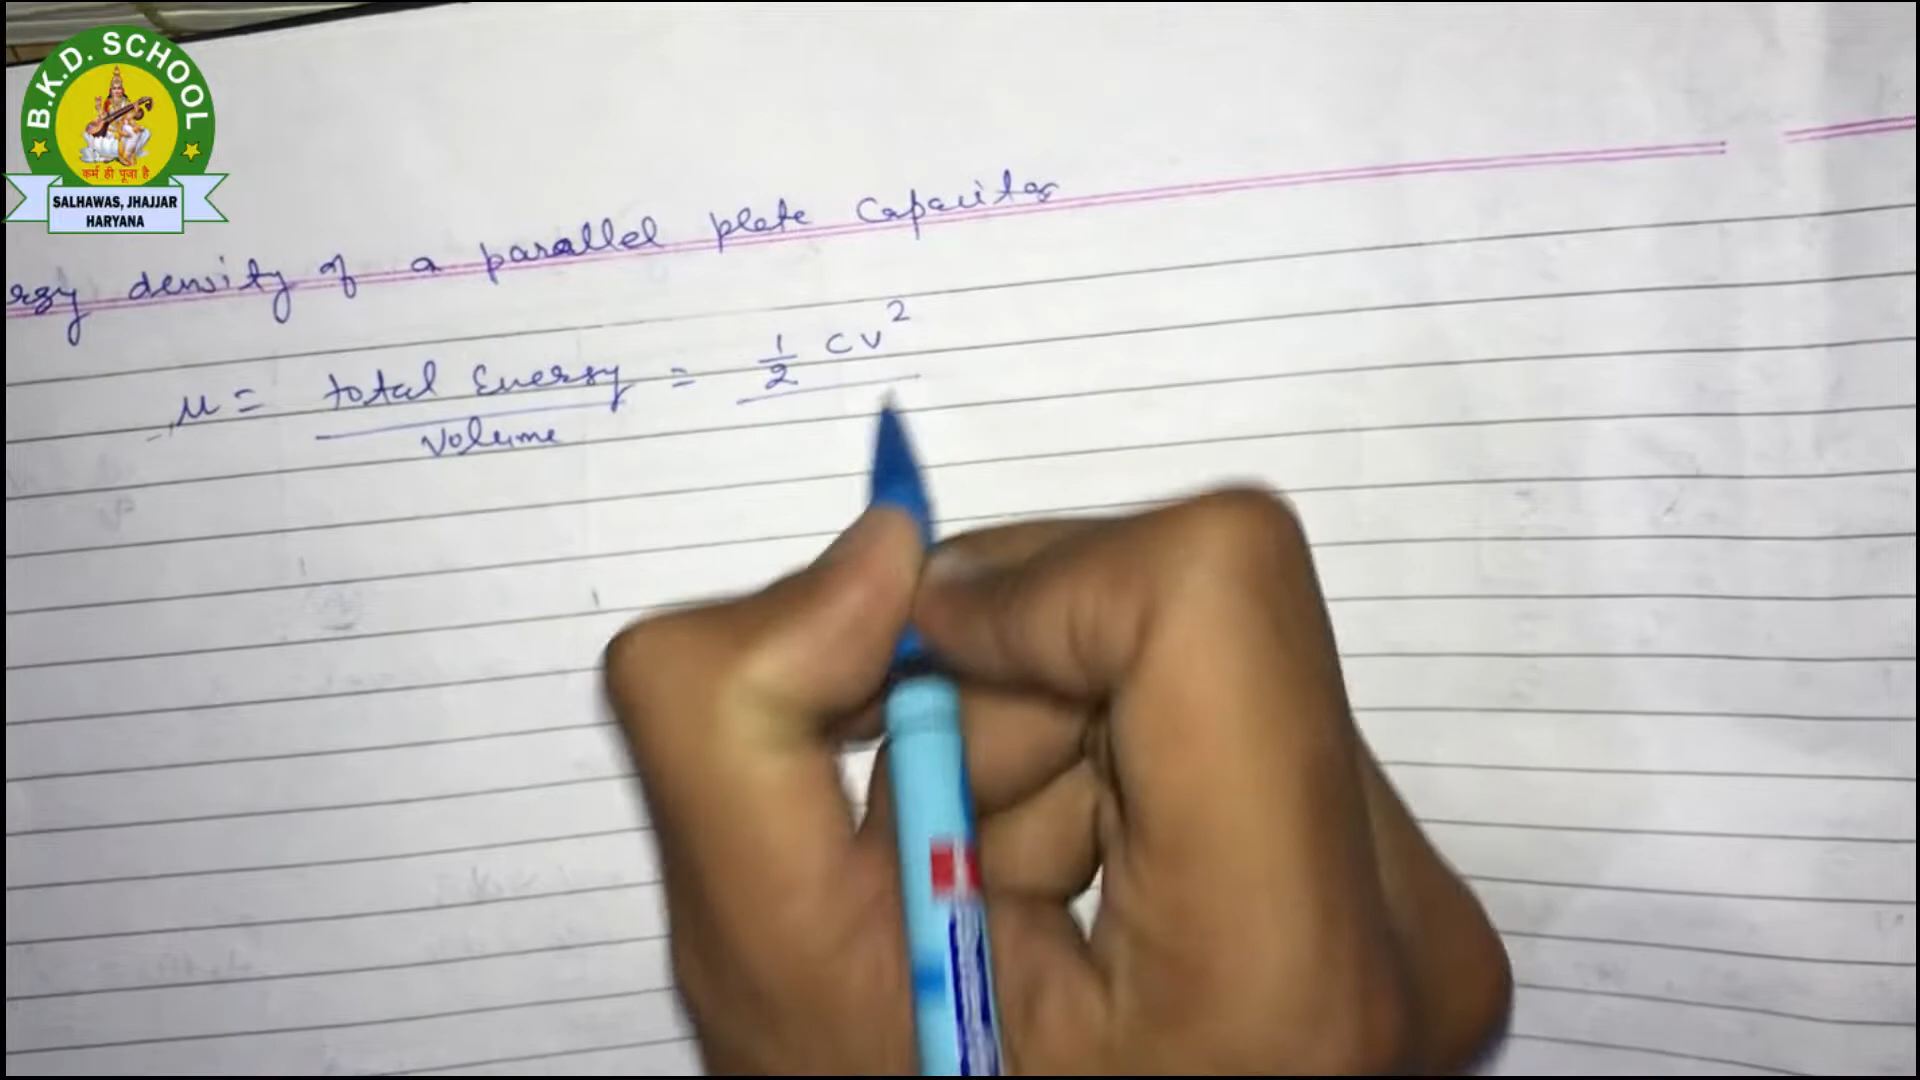 B.K.D. SCHOOL
कर्म ही पूजा है
SALHAWAS, JHAJJAR
HARYANA
rgy density of a parallel plate Capacitor
u = total Energy / Volume = 1/2 CV²